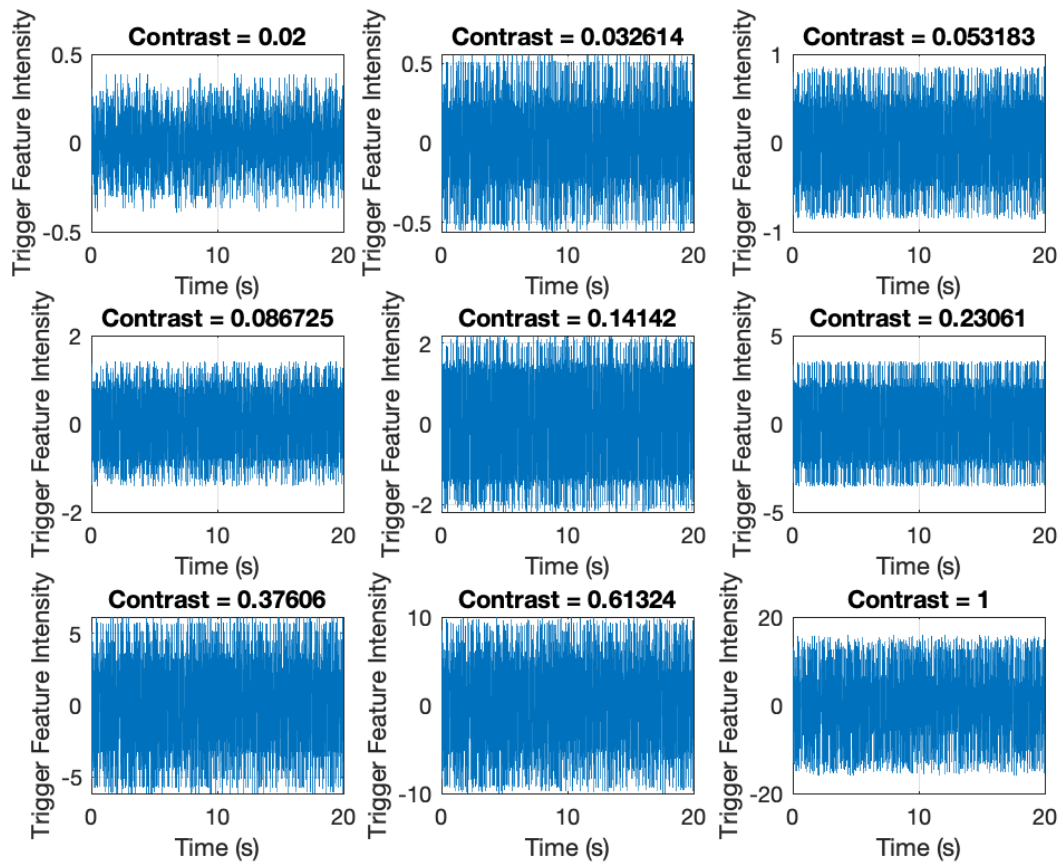 Contrast = 0.02
Trigger Feature Intensity
0.5
0
-0.5
0 10 20
Time (s)
Contrast = 0.032614
Trigger Feature Intensity
0.5
0
-0.5
0 10 20
Time (s)
Contrast = 0.053183
Trigger Feature Intensity
1
0
-1
0 10 20
Time (s)
Contrast = 0.086725
Trigger Feature Intensity
2
0
-2
0 10 20
Time (s)
Contrast = 0.14142
Trigger Feature Intensity
2
1
0
-1
-2
0 10 20
Time (s)
Contrast = 0.23061
Trigger Feature Intensity
5
0
-5
0 10 20
Time (s)
Contrast = 0.37606
Trigger Feature Intensity
5
0
-5
0 10 20
Time (s)
Contrast = 0.61324
Trigger Feature Intensity
10
0
-10
0 10 20
Time (s)
Contrast = 1
Trigger Feature Intensity
20
0
-20
0 10 20
Time (s)